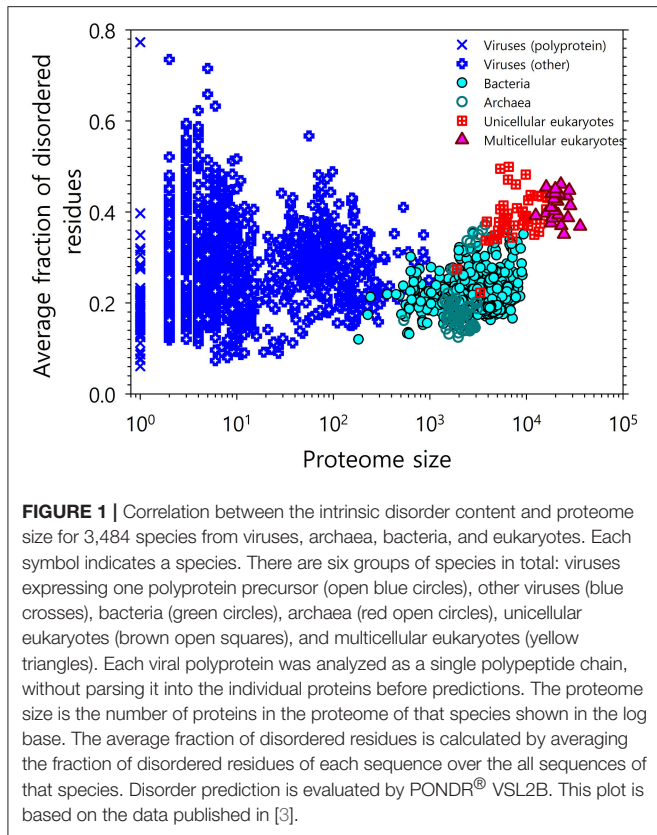 0.8
0.6
0.4
0.2
0.0
Average fraction of disordered
residues
Viruses (polyprotein)
Viruses (other)
Bacteria
Archaea
Unicellular eukaryotes
Multicellular eukaryotes
10⁰ 10¹ 10² 10³ 10⁴ 10⁵
Proteome size
FIGURE 1 | Correlation between the intrinsic disorder content and proteome
size for 3,484 species from viruses, archaea, bacteria, and eukaryotes. Each
symbol indicates a species. There are six groups of species in total: viruses
expressing one polyprotein precursor (open blue circles), other viruses (blue
crosses), bacteria (green circles), archaea (red open circles), unicellular
eukaryotes (brown open squares), and multicellular eukaryotes (yellow
triangles). Each viral polyprotein was analyzed as a single polypeptide chain,
without parsing it into the individual proteins before predictions. The proteome
size is the number of proteins in the proteome of that species shown in the log
base. The average fraction of disordered residues is calculated by averaging
the fraction of disordered residues of each sequence over the all sequences of
that species. Disorder prediction is evaluated by PONDR® VSL2B. This plot is
based on the data published in [3].